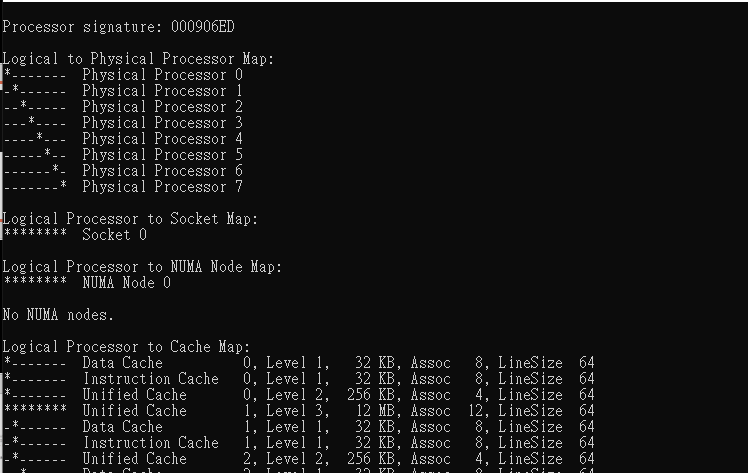 Processor signature: 000906ED
Logical to Physical Processor Map:
*-------  Physical Processor 0
-*------  Physical Processor 1
--*-----  Physical Processor 2
---*----  Physical Processor 3
----*---  Physical Processor 4
-----*--  Physical Processor 5
------*-  Physical Processor 6
-------*  Physical Processor 7
Logical Processor to Socket Map:
********  Socket 0
Logical Processor to NUMA Node Map:
********  NUMA Node 0
No NUMA nodes.
Logical Processor to Cache Map:
*-------  Data Cache          0, Level 1,   32 KB, Assoc   8, LineSize  64
*-------  Instruction Cache   0, Level 1,   32 KB, Assoc   8, LineSize  64
*-------  Unified Cache       0, Level 2,  256 KB, Assoc   4, LineSize  64
********  Unified Cache       1, Level 3,   12 MB, Assoc  12, LineSize  64
-*------  Data Cache          1, Level 1,   32 KB, Assoc   8, LineSize  64
-*------  Instruction Cache   1, Level 1,   32 KB, Assoc   8, LineSize  64
-*------  Unified Cache       2, Level 2,  256 KB, Assoc   4, LineSize  64